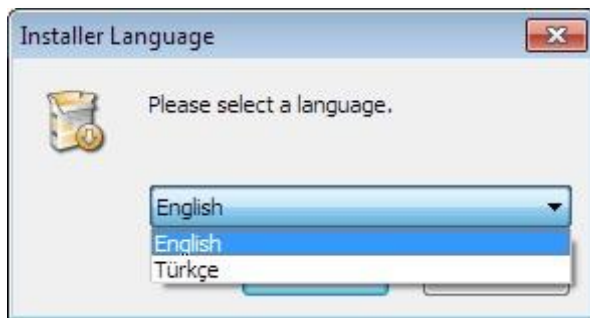 Installer Language
Please select a language.
English
English
Türkçe